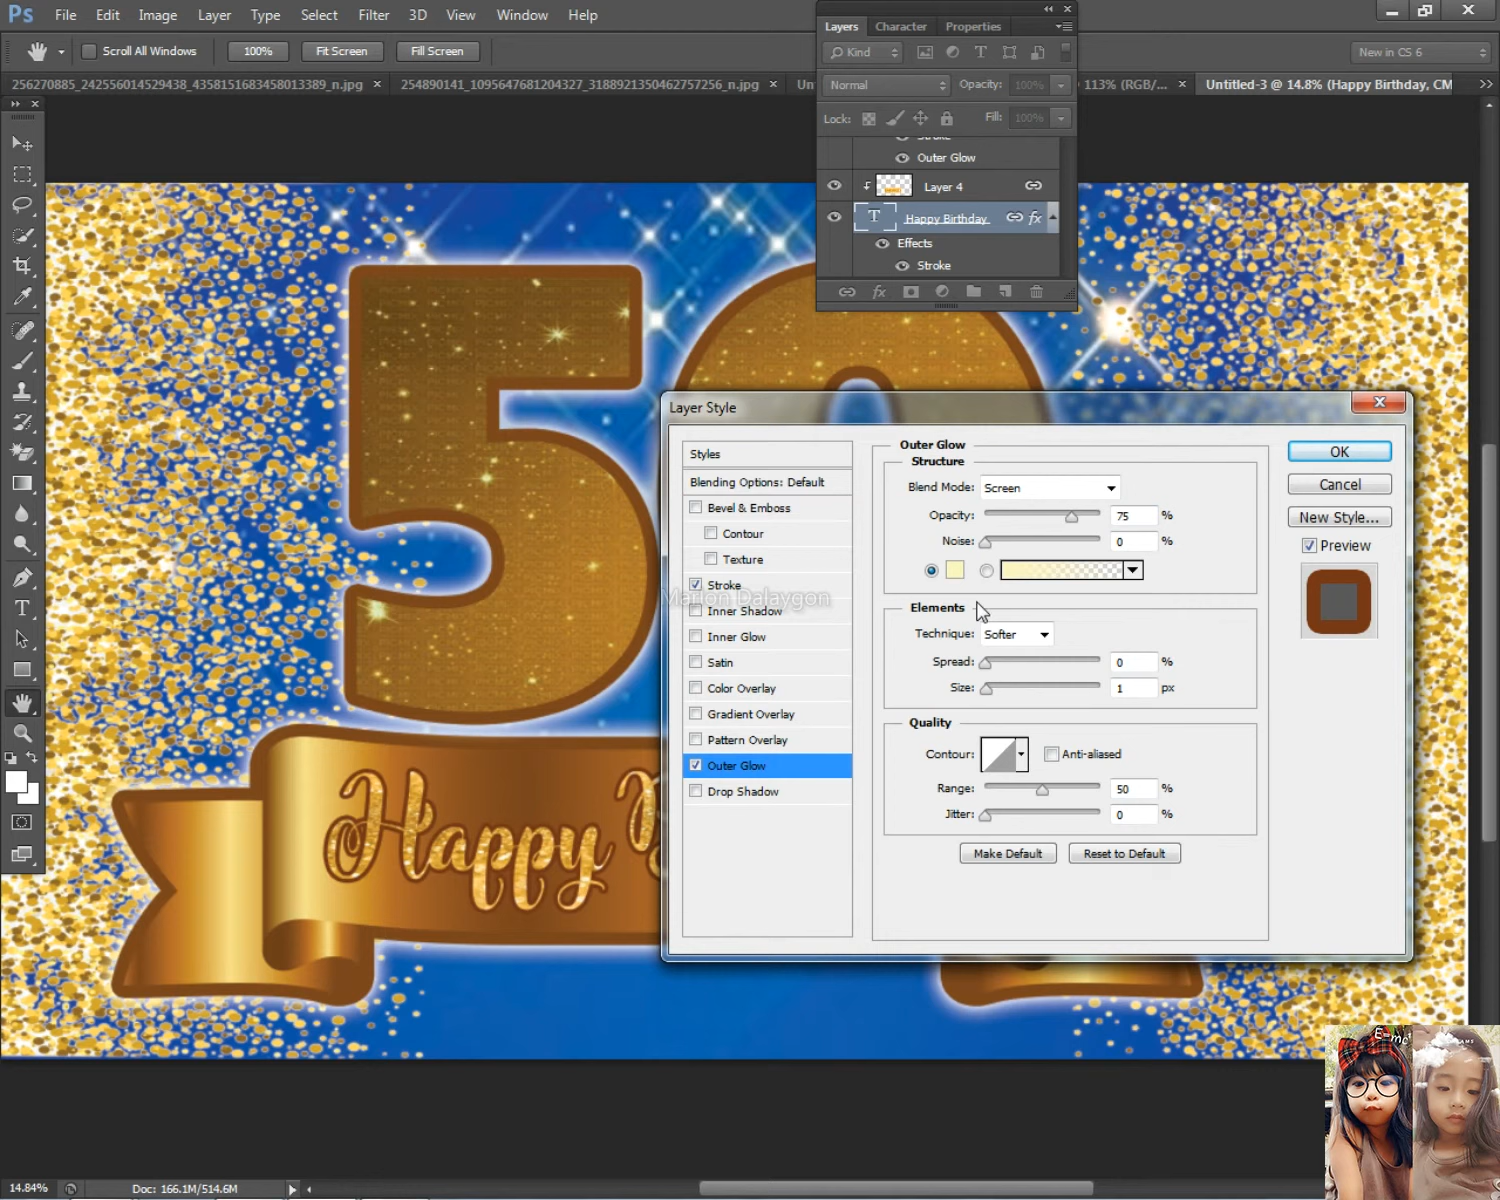 Ps File Edit Image Layer Type Select Filter 3D View Window Help
Scroll All Windows 100% Fit Screen Fill Screen New in CS 6
256270885_242556014529438_4358151683458013389_n.jpg × 254890141_1095647681204327_3188921350462757256_n.jpg × Un 113% (RGB/... × Untitled-3 @ 14.8% (Happy Birthday, CM
Layers Character Properties
Kind
Normal Opacity: 100%
Lock: Fill: 100%
Stroke
Outer Glow
Layer 4
T Happy Birthday fx
Effects
Stroke
fx
50
Happy
Layer Style
Styles
Blending Options: Default
Bevel & Emboss
Contour
Texture
Stroke
Inner Shadow
Inner Glow
Satin
Color Overlay
Gradient Overlay
Pattern Overlay
Outer Glow
Drop Shadow
Marlon Dalaygon
Outer Glow
Structure
Blend Mode: Screen
Opacity: 75 %
Noise: 0 %
Elements
Technique: Softer
Spread: 0 %
Size: 1 px
Quality
Contour: Anti-aliased
Range: 50 %
Jitter: 0 %
Make Default Reset to Default
OK
Cancel
New Style...
Preview
14.84% Doc: 166.1M/514.6M